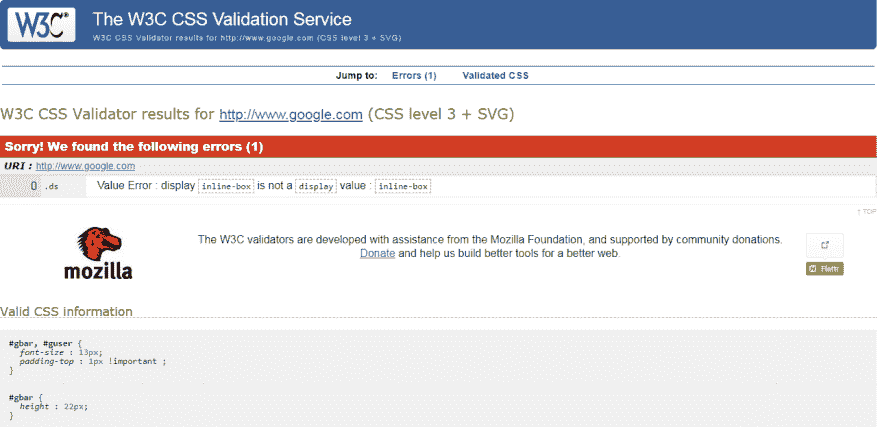 W3C® The W3C CSS Validation Service
W3C CSS Validator results for http://www.google.com (CSS level 3 + SVG)
Jump to: Errors (1) Validated CSS
W3C CSS Validator results for http://www.google.com (CSS level 3 + SVG)
Sorry! We found the following errors (1)
URI : http://www.google.com
0 .ds Value Error : display inline-box is not a display value : inline-box
↑ TOP
The W3C validators are developed with assistance from the Mozilla Foundation, and supported by community donations.
Donate and help us build better tools for a better web.
mozilla
Flattr
Valid CSS information
#gbar, #guser {
font-size : 13px;
padding-top : 1px !important ;
}
#gbar {
height : 22px;
}